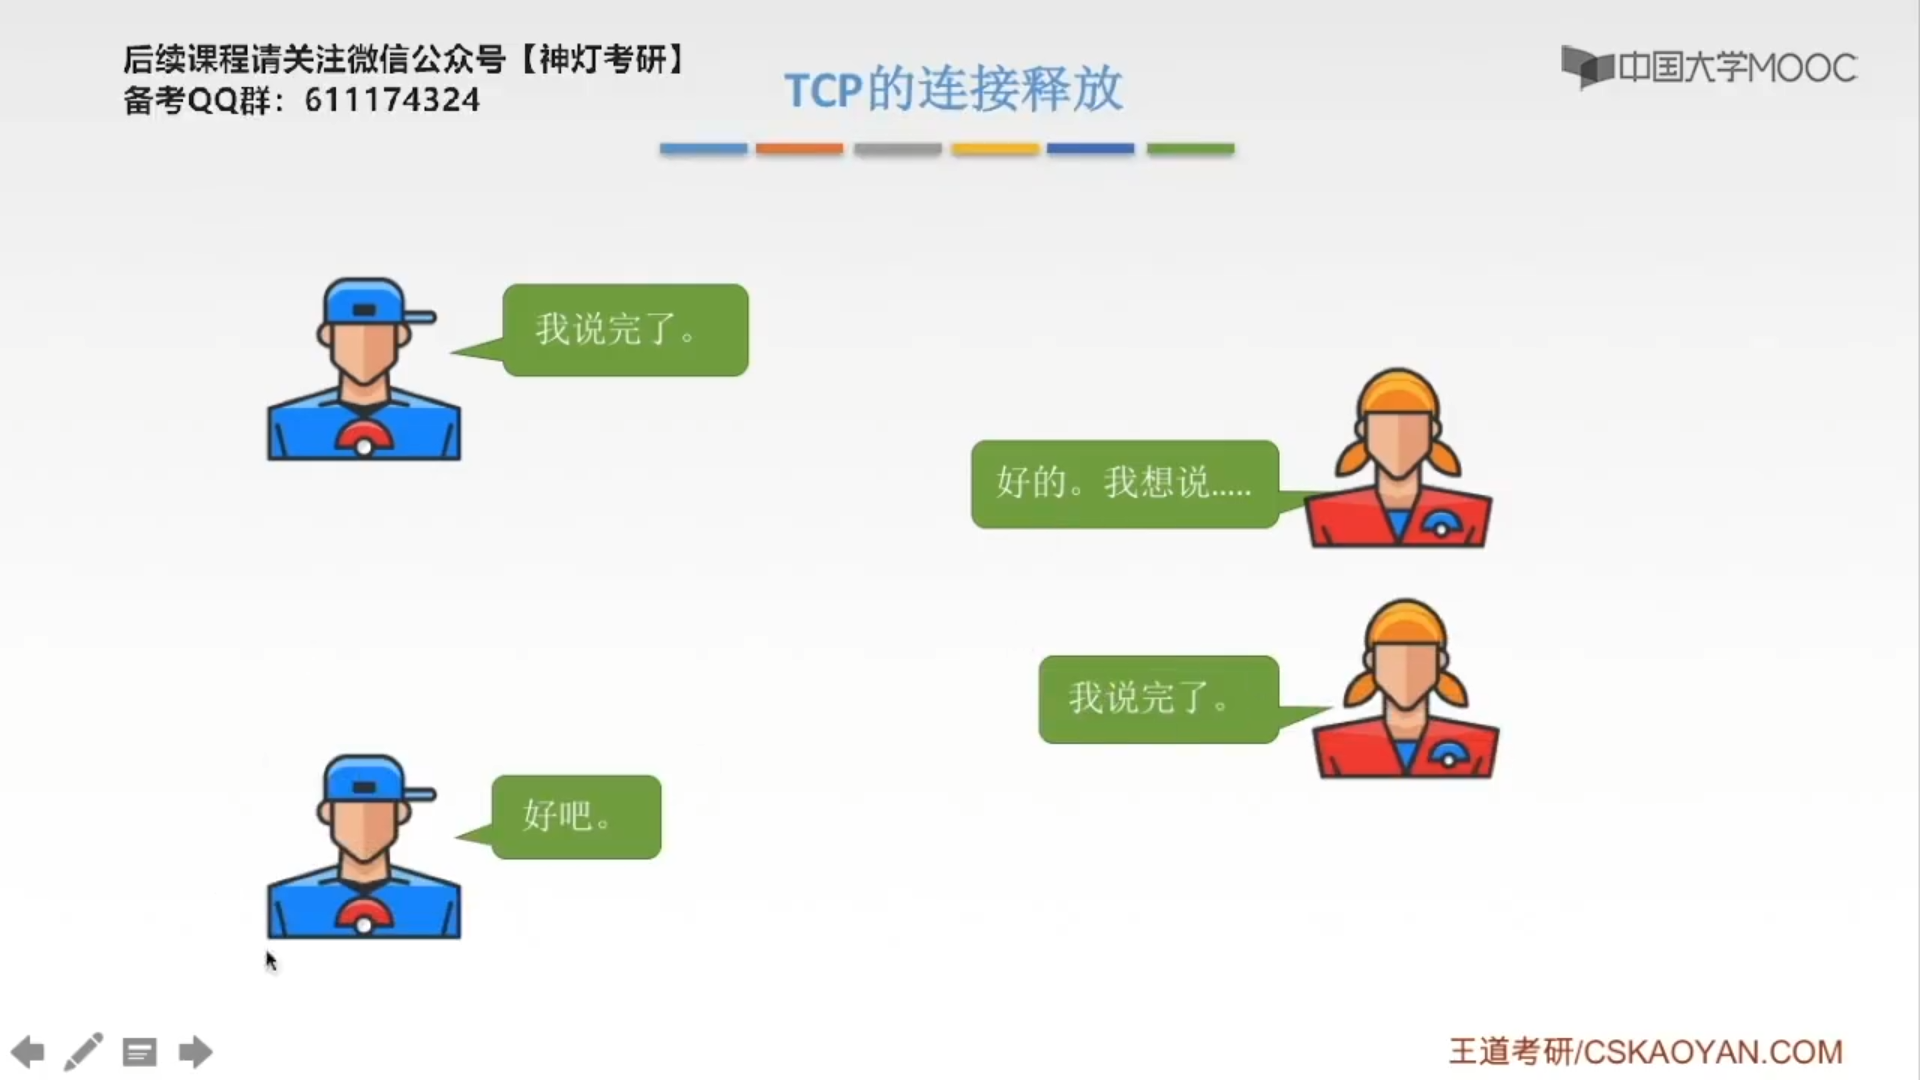 后续课程请关注微信公众号【神灯考研】
备考QQ群：611174324
TCP的连接释放
中国大学MOOC
我说完了。
好的。我想说.....
我说完了。
好吧。
王道考研/CSKAOYAN.COM